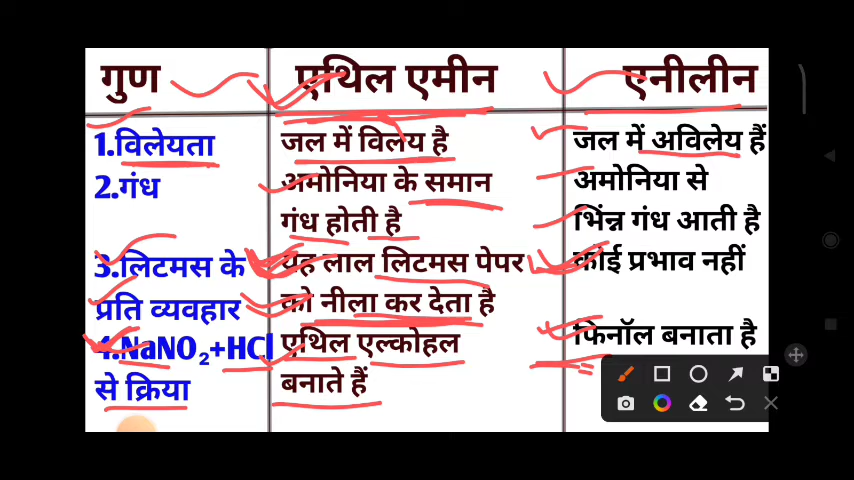 गुण एथिल एमीन एनीलीन
1.विलेयता जल में विलय है जल में अविलेय हैं
2.गंध अमोनिया के समान अमोनिया से
गंध होती है भिंन्न गंध आती है
3.लिटमस के यह लाल लिटमस पेपर कोई प्रभाव नहीं
प्रति व्यवहार को नीला कर देता है
4.NaNO₂+HCl एथिल एल्कोहल फिनॉल बनाता है
से क्रिया बनाते हैं